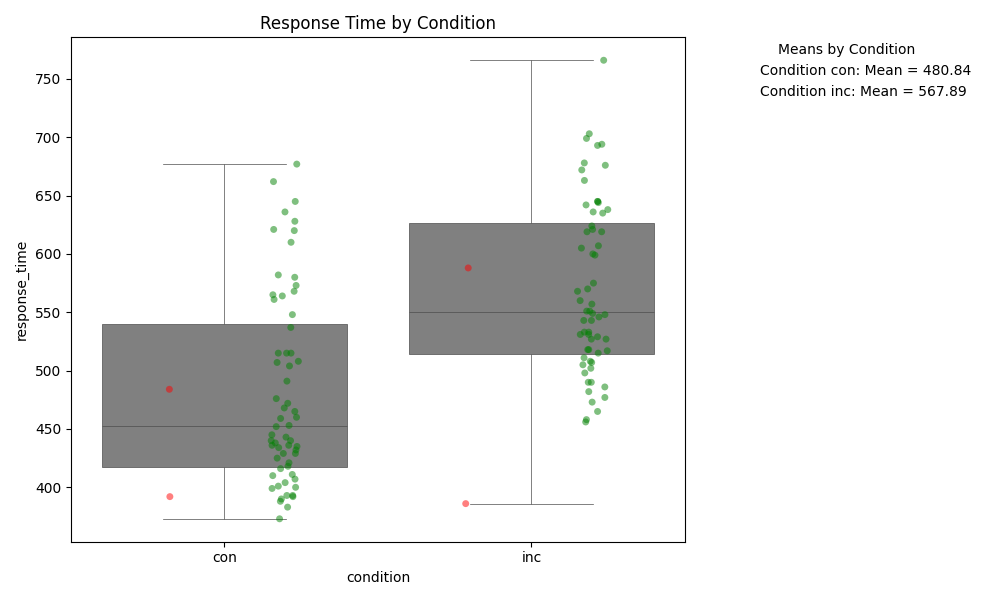 Response Time by Condition
Means by Condition
Condition con: Mean = 480.84
Condition inc: Mean = 567.89
response_time
750
700
650
600
550
500
450
400
con
inc
condition